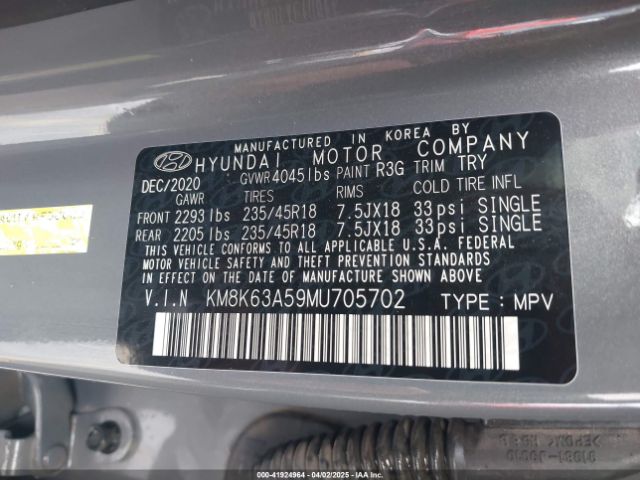 MANUFACTURED IN KOREA BY
HYUNDAI MOTOR COMPANY
DEC/2020 GVWR 4045 lbs PAINT R3G TRIM TRY
GAWR TIRES RIMS COLD TIRE INFL
FRONT 2293 lbs 235/45R18 7.5JX18 33psi SINGLE
REAR 2205 lbs 235/45R18 7.5JX18 33psi SINGLE
THIS VEHICLE CONFORMS TO ALL APPLICABLE U.S.A. FEDERAL
MOTOR VEHICLE SAFETY AND THEFT PREVENTION STANDARDS
IN EFFECT ON THE DATE OF MANUFACTURE SHOWN ABOVE.
V.I.N KM8K63A59MU705702 TYPE : MPV
000-41924964 - 04/02/2025 - IAAI.COM